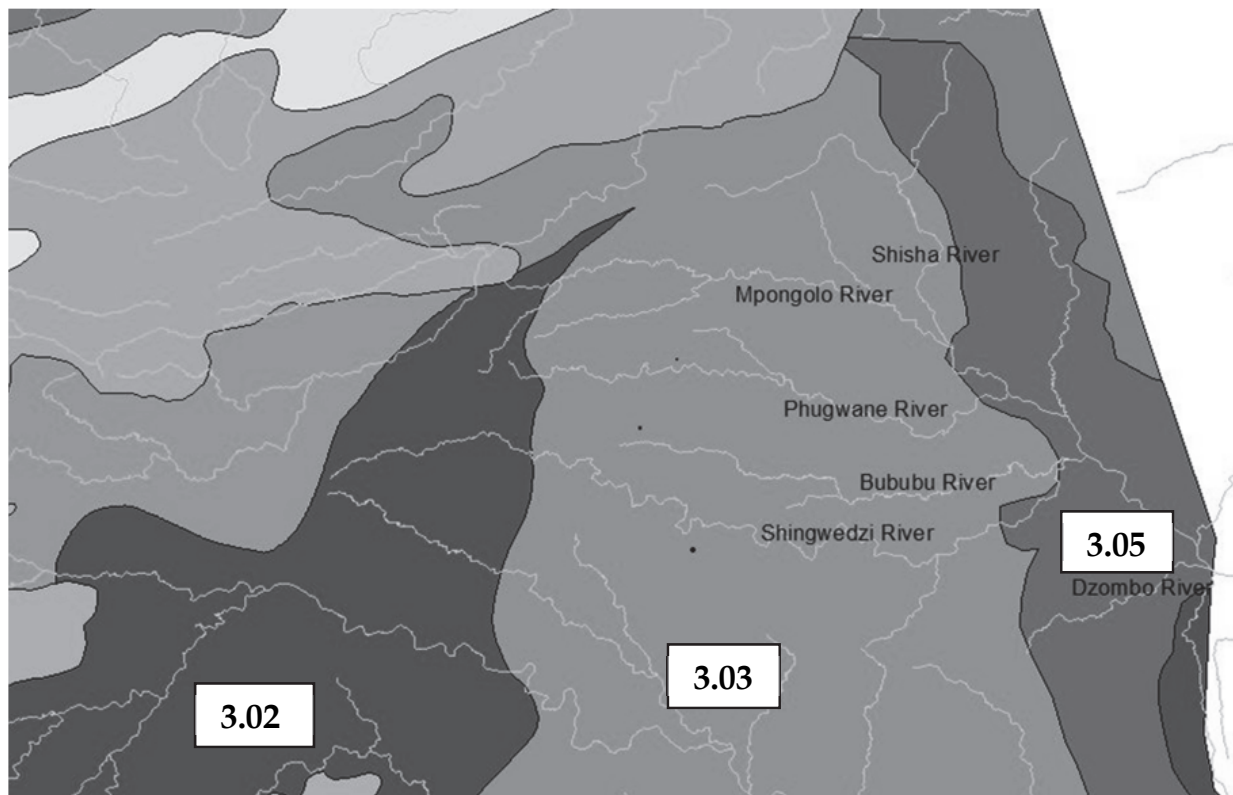 Shisha River
Mpongolo River
Phugwane River
Bububu River
Shingwedzi River
3.05
Dzombo River
3.03
3.02